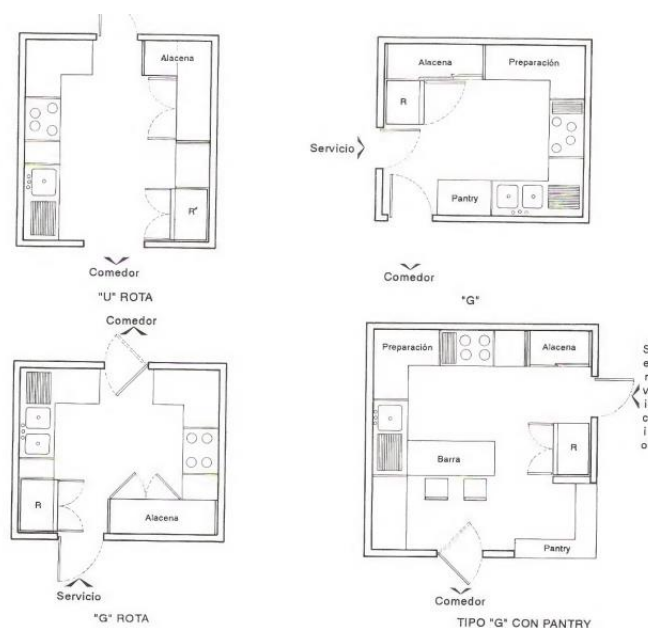 Alacena
R
Comedor
"U" ROTA
Alacena
Preparación
R
Servicio
Pantry
Comedor
"G"
Comedor
R
Alacena
Servicio
"G" ROTA
Preparación
Alacena
Servicio
R
Barra
Pantry
Comedor
TIPO "G" CON PANTRY